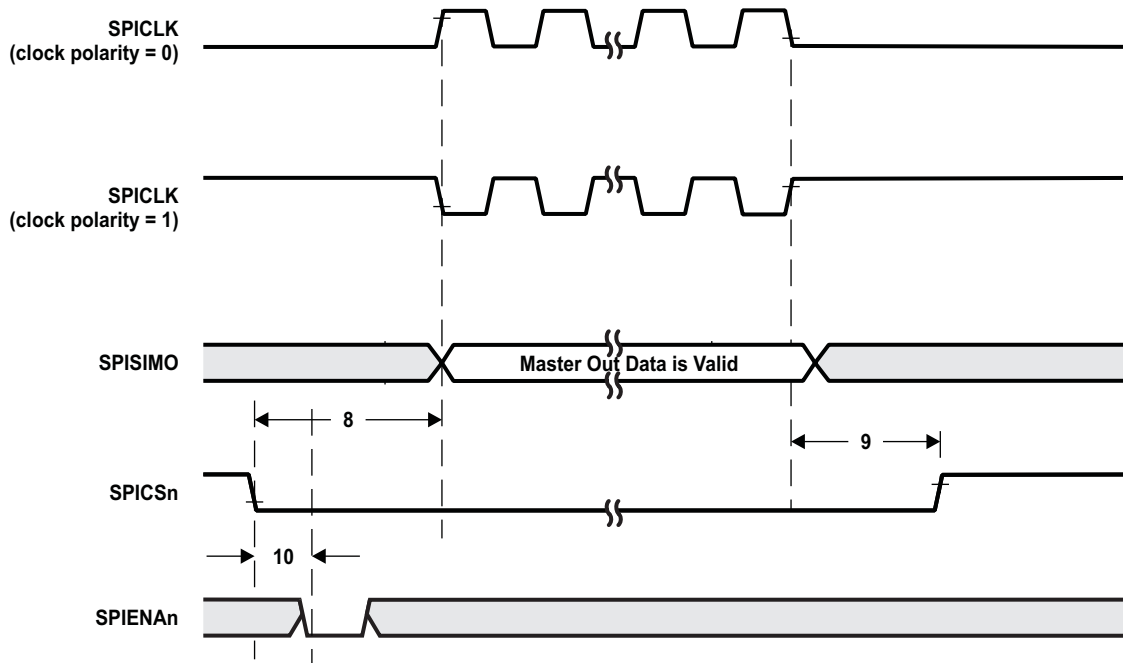 SPICLK
(clock polarity = 0)
SPICLK
(clock polarity = 1)
SPISIMO
Master Out Data is Valid
8
9
SPICSn
10
SPIENAn